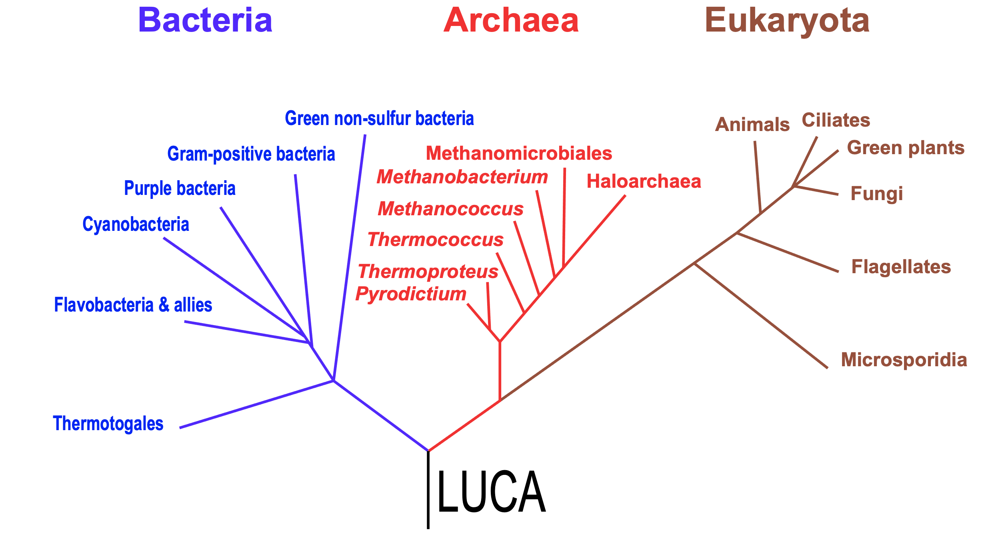 Bacteria
Archaea
Eukaryota
Green non-sulfur bacteria
Gram-positive bacteria
Purple bacteria
Cyanobacteria
Flavobacteria & allies
Thermotogales
Methanomicrobiales
Methanobacterium
Haloarchaea
Methanococcus
Thermococcus
Thermoproteus
Pyrodictium
Animals
Ciliates
Green plants
Fungi
Flagellates
Microsporidia
LUCA